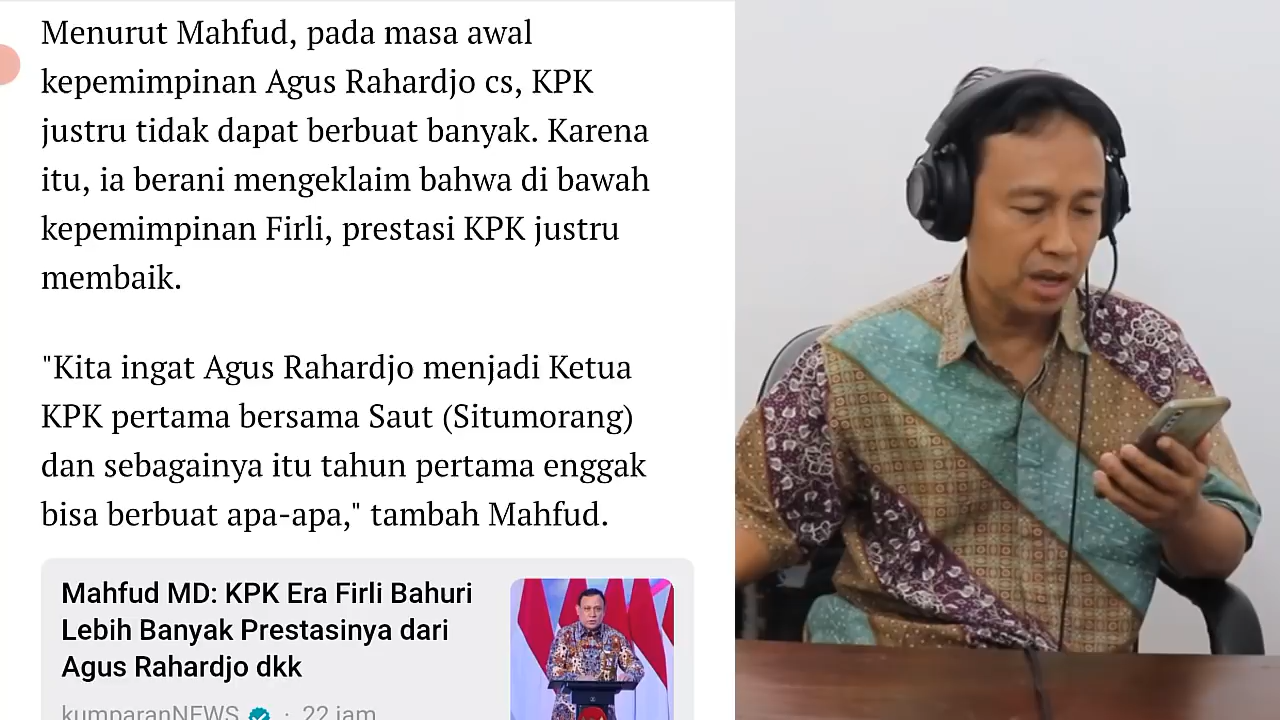 Menurut Mahfud, pada masa awal
kepemimpinan Agus Rahardjo cs, KPK
justru tidak dapat berbuat banyak. Karena
itu, ia berani mengeklaim bahwa di bawah
kepemimpinan Firli, prestasi KPK justru
membaik.
"Kita ingat Agus Rahardjo menjadi Ketua
KPK pertama bersama Saut (Situmorang)
dan sebagainya itu tahun pertama enggak
bisa berbuat apa-apa," tambah Mahfud.
Mahfud MD: KPK Era Firli Bahuri
Lebih Banyak Prestasinya dari
Agus Rahardjo dkk
kumparanNEWS · 22 jam